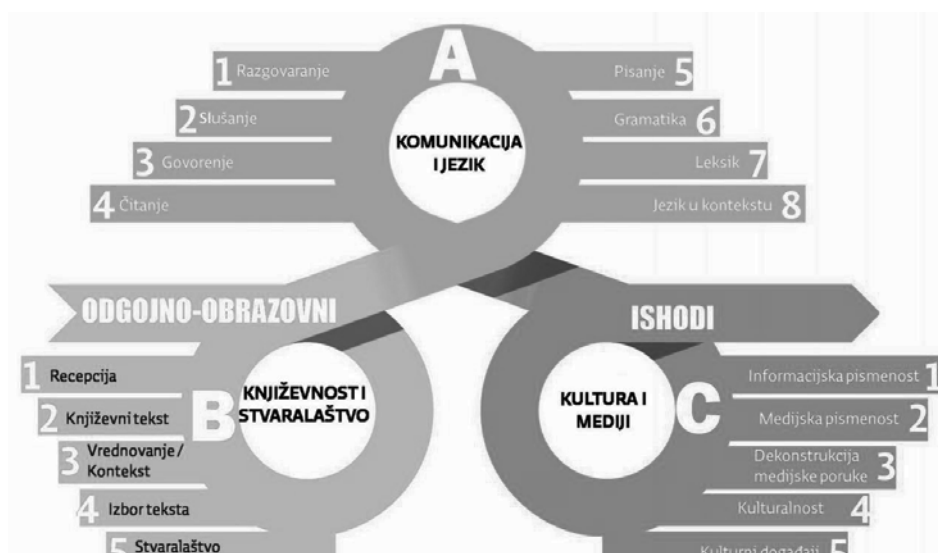 A
1 Razgovaranje
2 Slušanje
3 Govorenje
4 Čitanje
KOMUNIKACIJA
I JEZIK
Pisanje 5
Gramatika 6
Leksik 7
Jezik u kontekstu 8
ODGOJNO-OBRAZOVNI
ISHODI
B
KNJIŽEVNOST I
STVARALAŠTVO
1 Recepcija
2 Književni tekst
3 Vrednovanje /
Kontekst
4 Izbor teksta
5 Stvaralaštvo
KULTURA I
MEDIJI
C
Informacijska pismenost 1
Medijska pismenost 2
Dekonstrukcija
medijske poruke 3
Kulturalnost 4
Kulturni događaji 5